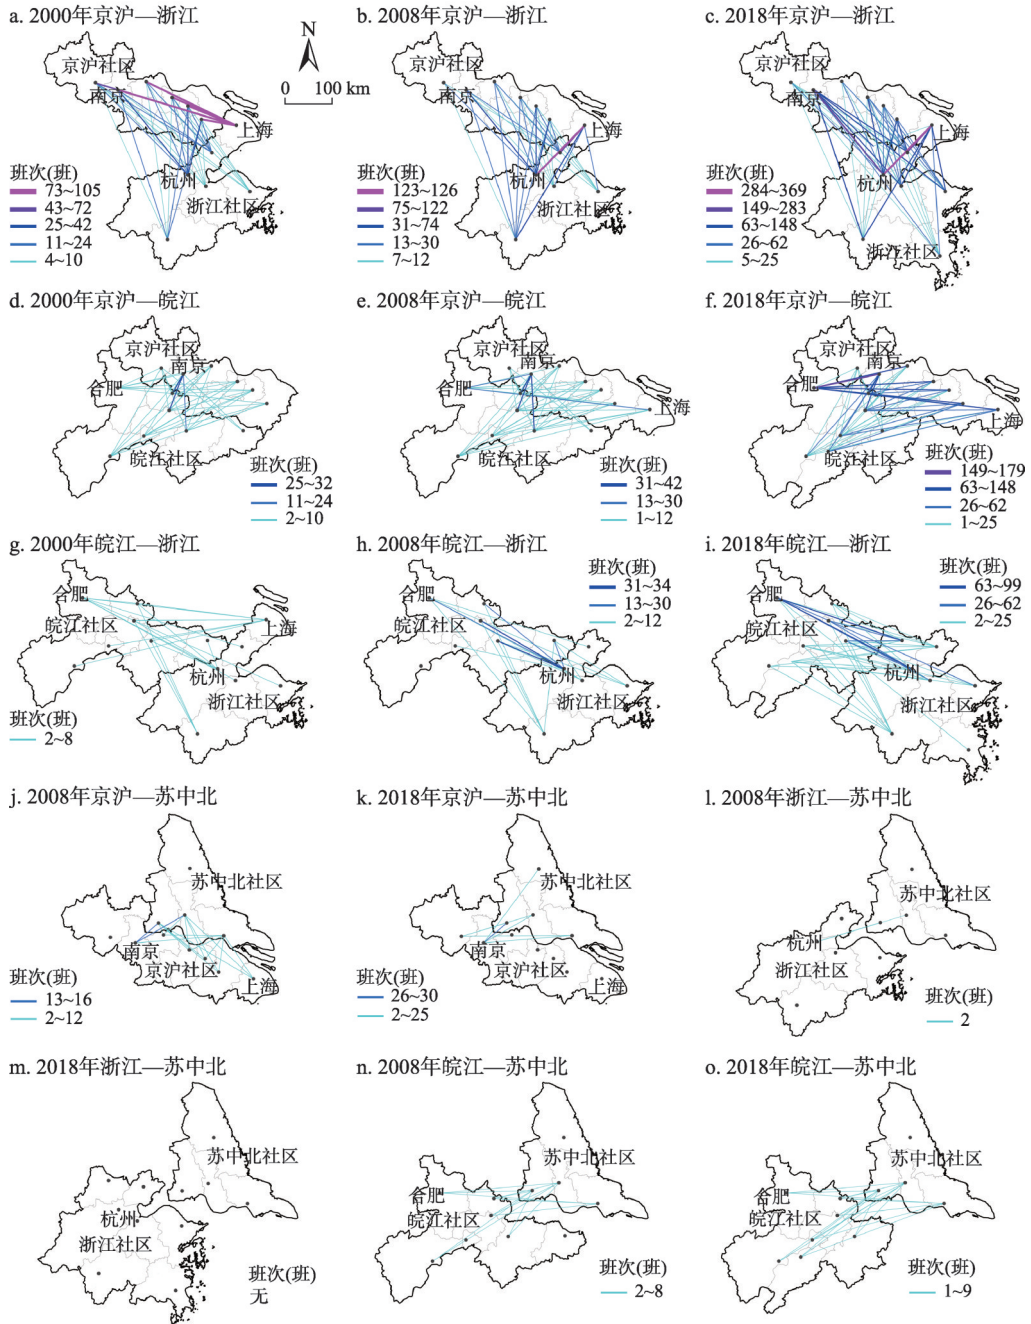 a. 2000年京沪—浙江
b. 2008年京沪—浙江
c. 2018年京沪—浙江
N
0 100 km
京沪社区
南京
上海
杭州
浙江社区
班次(班)
73~105
43~72
25~42
11~24
4~10
京沪社区
南京
上海
杭州
浙江社区
班次(班)
123~126
75~122
31~74
13~30
7~12
京沪社区
南京
上海
杭州
浙江社区
班次(班)
284~369
149~283
63~148
26~62
5~25
d. 2000年京沪—皖江
e. 2008年京沪—皖江
f. 2018年京沪—皖江
京沪社区
南京
合肥
皖江社区
班次(班)
25~32
11~24
2~10
京沪社区
南京
合肥
上海
皖江社区
班次(班)
31~42
13~30
1~12
京沪社区
南京
合肥
上海
皖江社区
班次(班)
149~179
63~148
26~62
1~25
g. 2000年皖江—浙江
h. 2008年皖江—浙江
i. 2018年皖江—浙江
合肥
皖江社区
上海
杭州
浙江社区
班次(班)
2~8
班次(班)
31~34
13~30
2~12
合肥
皖江社区
杭州
浙江社区
班次(班)
63~99
26~62
2~25
合肥
皖江社区
杭州
浙江社区
j. 2008年京沪—苏中北
k. 2018年京沪—苏中北
l. 2008年浙江—苏中北
苏中北社区
南京
京沪社区
上海
班次(班)
13~16
2~12
苏中北社区
南京
京沪社区
上海
班次(班)
26~30
2~25
苏中北社区
杭州
浙江社区
班次(班)
2
m. 2018年浙江—苏中北
n. 2008年皖江—苏中北
o. 2018年皖江—苏中北
苏中北社区
杭州
浙江社区
班次(班)
无
苏中北社区
合肥
皖江社区
班次(班)
2~8
苏中北社区
合肥
皖江社区
班次(班)
1~9